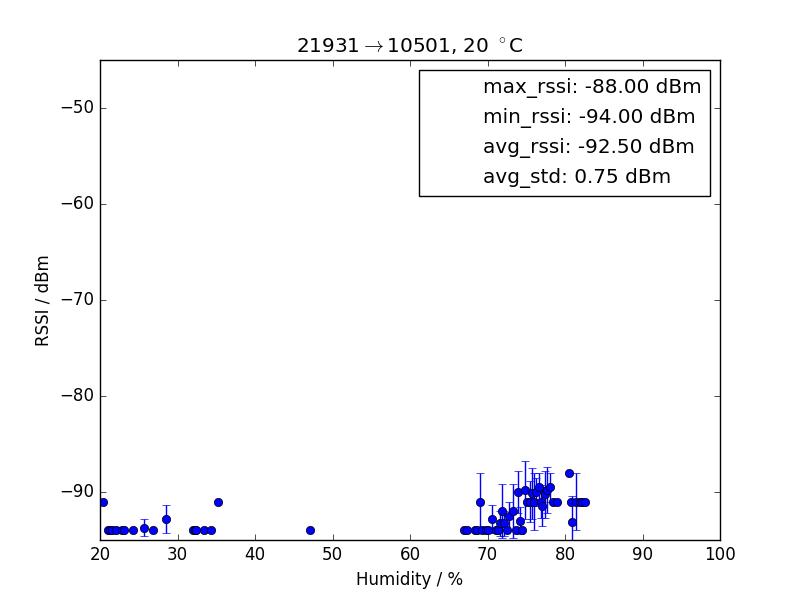 21931→10501, 20 °C
max_rssi: -88.00 dBm
min_rssi: -94.00 dBm
avg_rssi: -92.50 dBm
avg_std: 0.75 dBm
−50
−60
−70
−80
−90
RSSI / dBm
20 30 40 50 60 70 80 90 100
Humidity / %